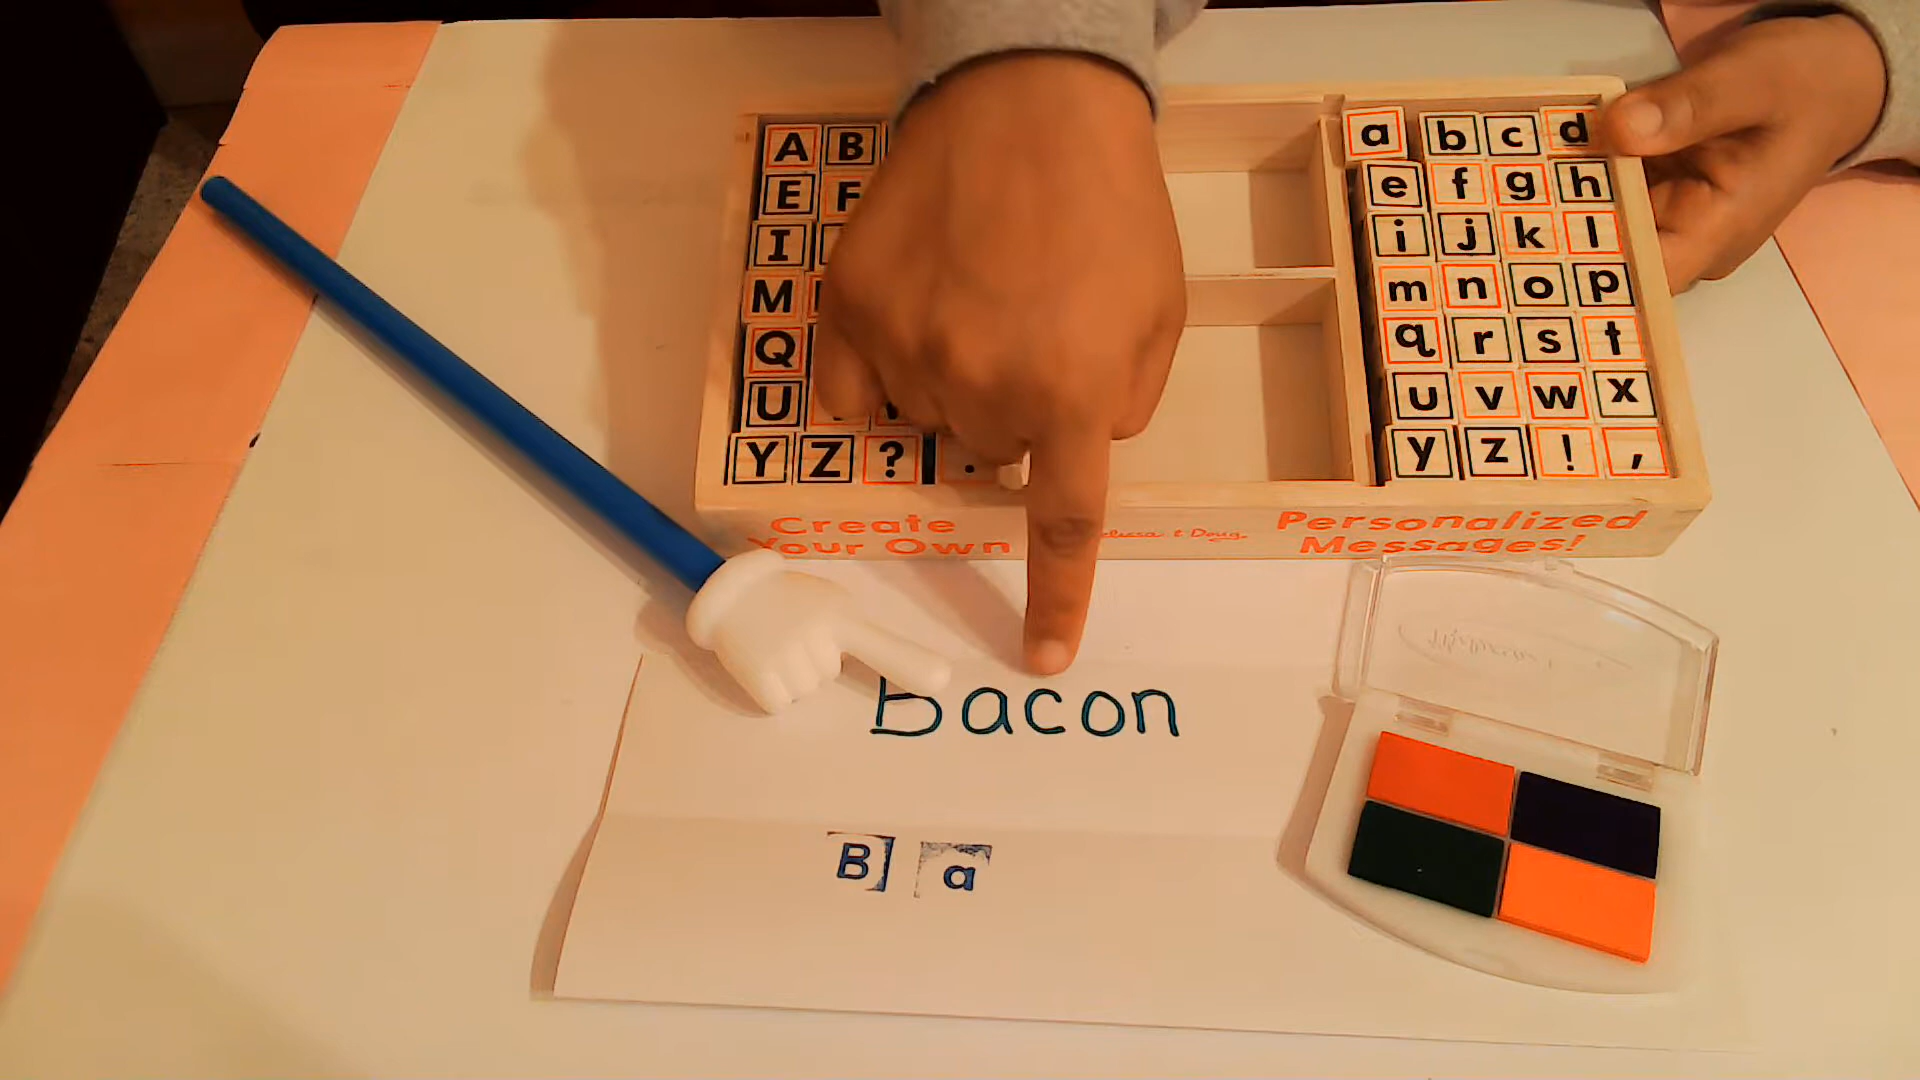 A B a b c d
E F e f g h
I i j k l
M m n o p
Q q r s t
U u v w x
Y Z ? . y z ! ,
Create Your Own
Personalized Messages!
Bacon
B a